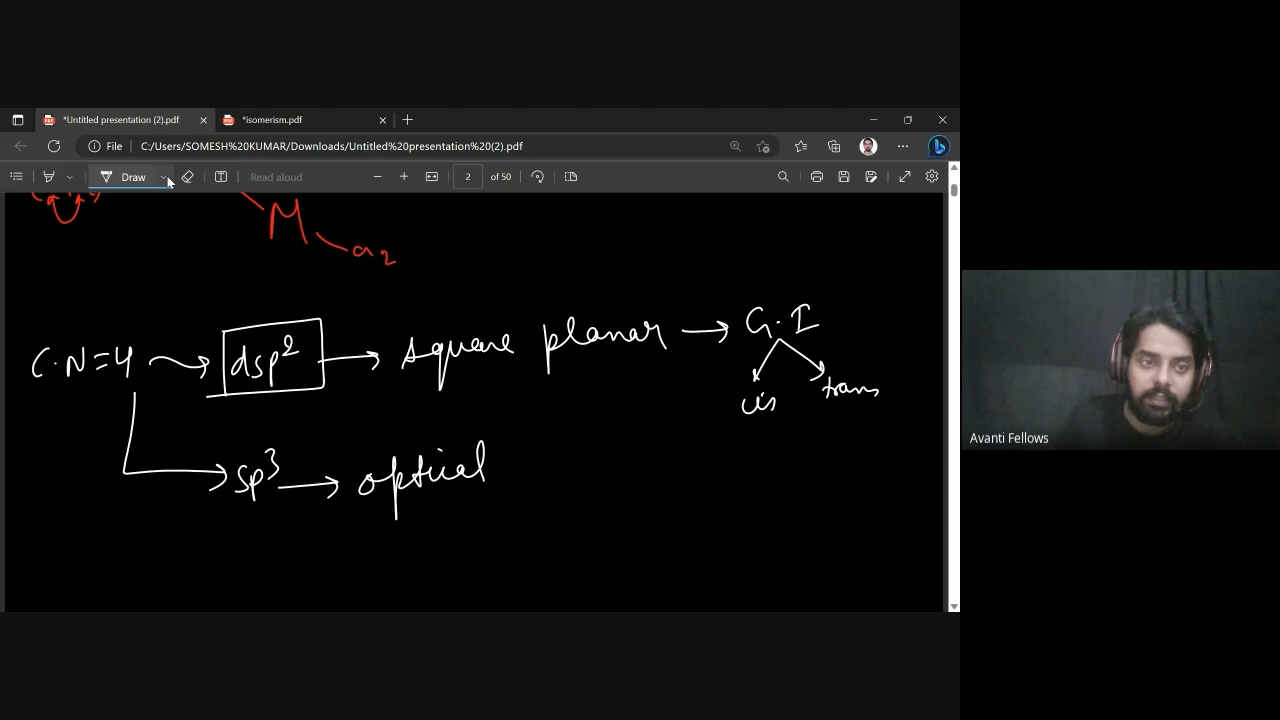 *Untitled presentation (2).pdf
*isomerism.pdf
File
C:/Users/SOMESH%20KUMAR/Downloads/Untitled%20presentation%20(2).pdf
Draw
Read aloud
2 of 50
M
a2
C.N=4 dsp2 square planar G.I
cis trans
sp3 optical
Avanti Fellows